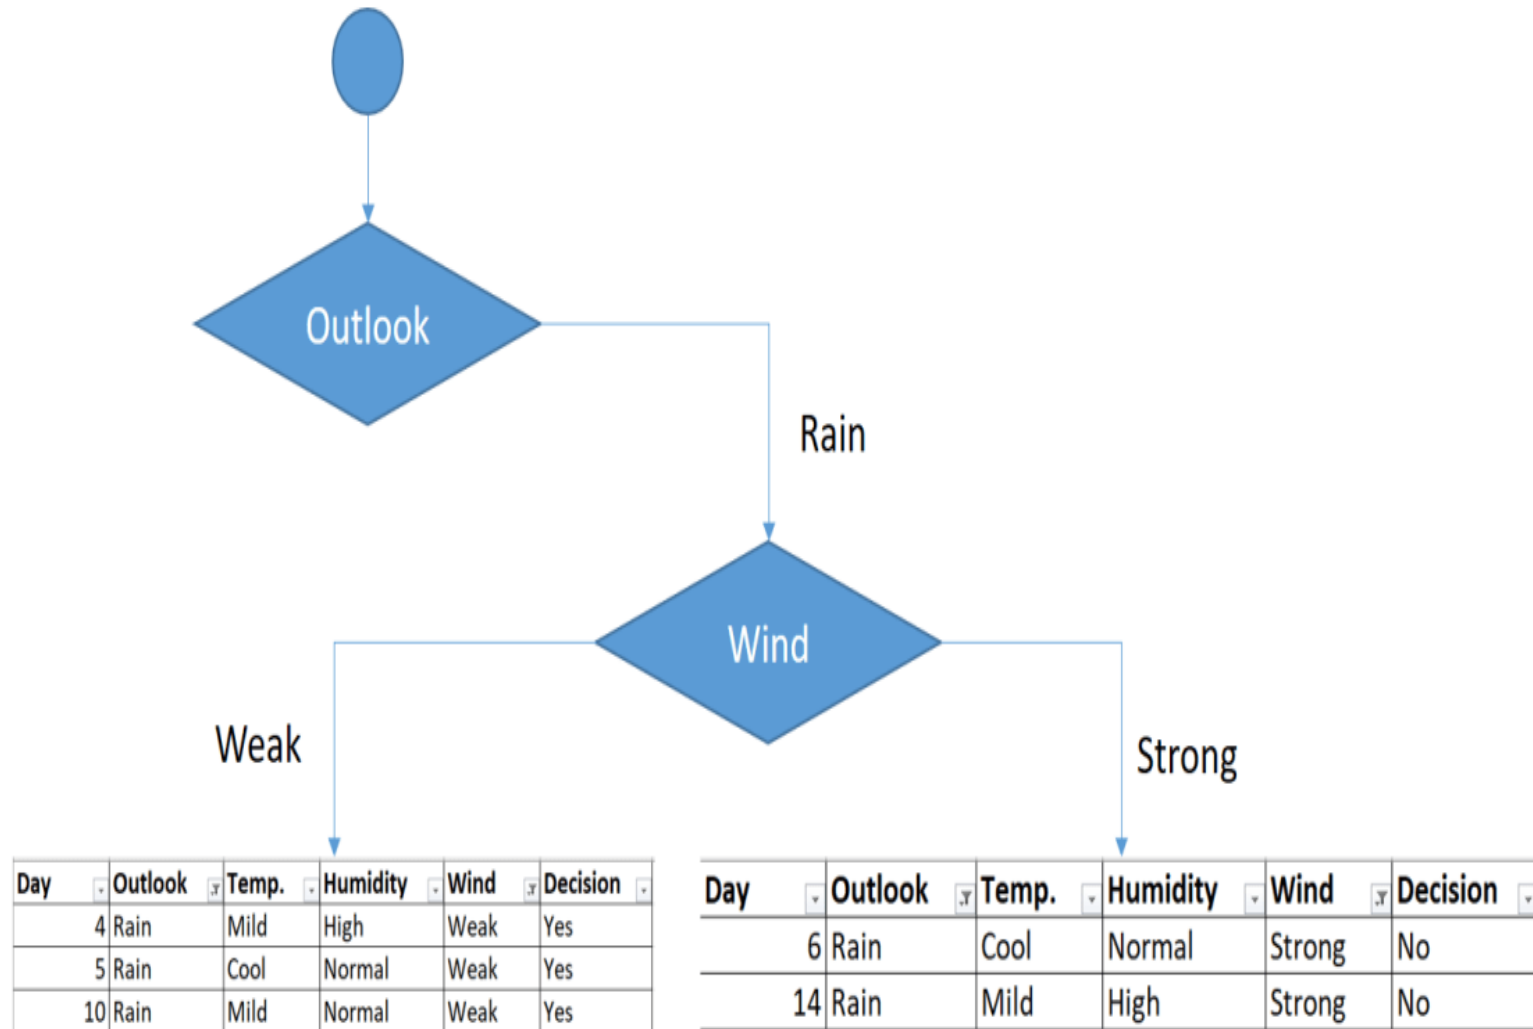 Outlook
Rain
Wind
Weak
Strong
Day Outlook Temp. Humidity Wind Decision
4 Rain Mild High Weak Yes
5 Rain Cool Normal Weak Yes
10 Rain Mild Normal Weak Yes
Day Outlook Temp. Humidity Wind Decision
6 Rain Cool Normal Strong No
14 Rain Mild High Strong No